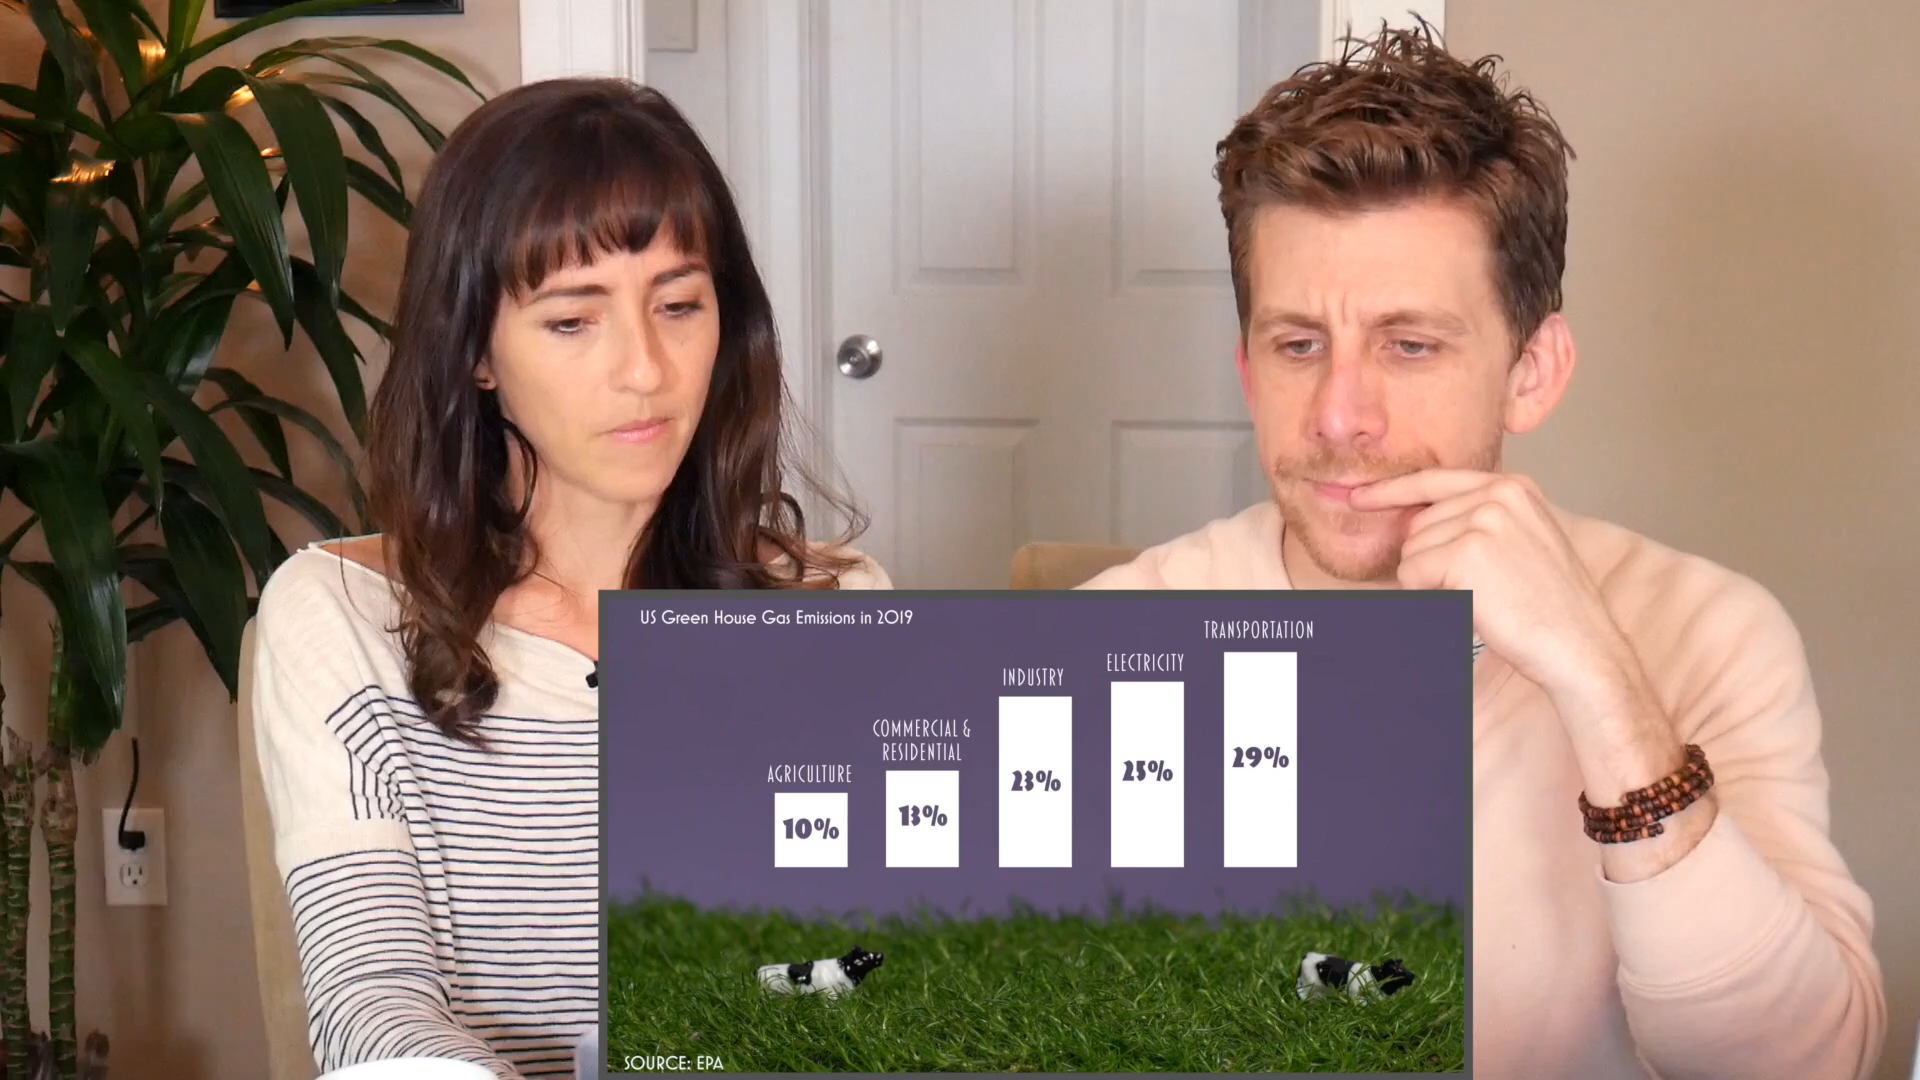 US Green House Gas Emissions in 2019
TRANSPORTATION
ELECTRICITY
INDUSTRY
COMMERCIAL &
RESIDENTIAL
AGRICULTURE
10%
13%
23%
25%
29%
SOURCE: EPA